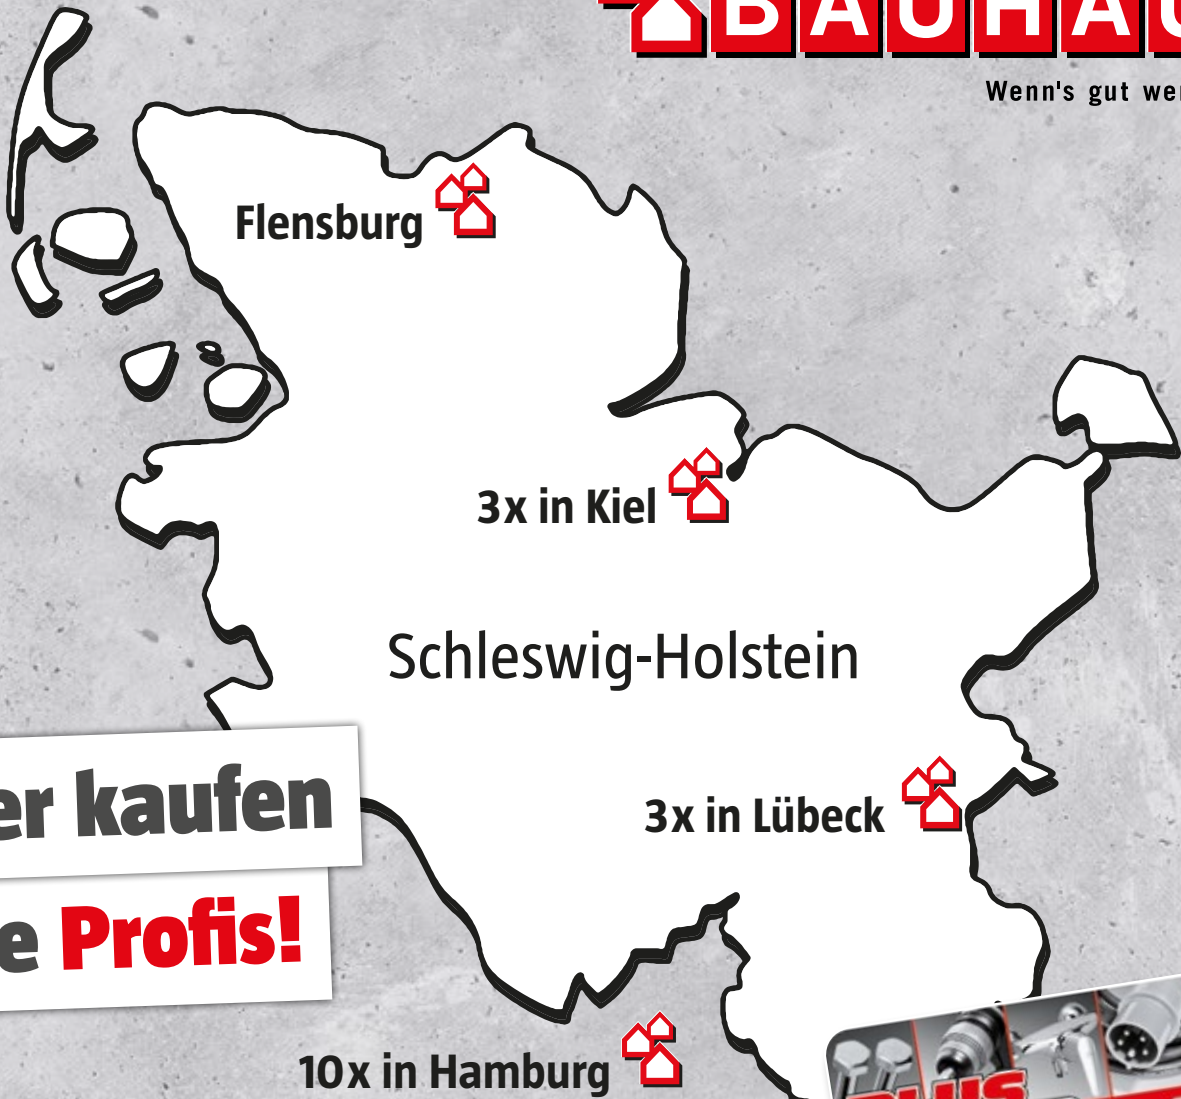 BAUHAU
Wenn's gut wer
Flensburg
3x in Kiel
Schleswig-Holstein
er kaufen
3x in Lübeck
e Profis!
10x in Hamburg
PLUS